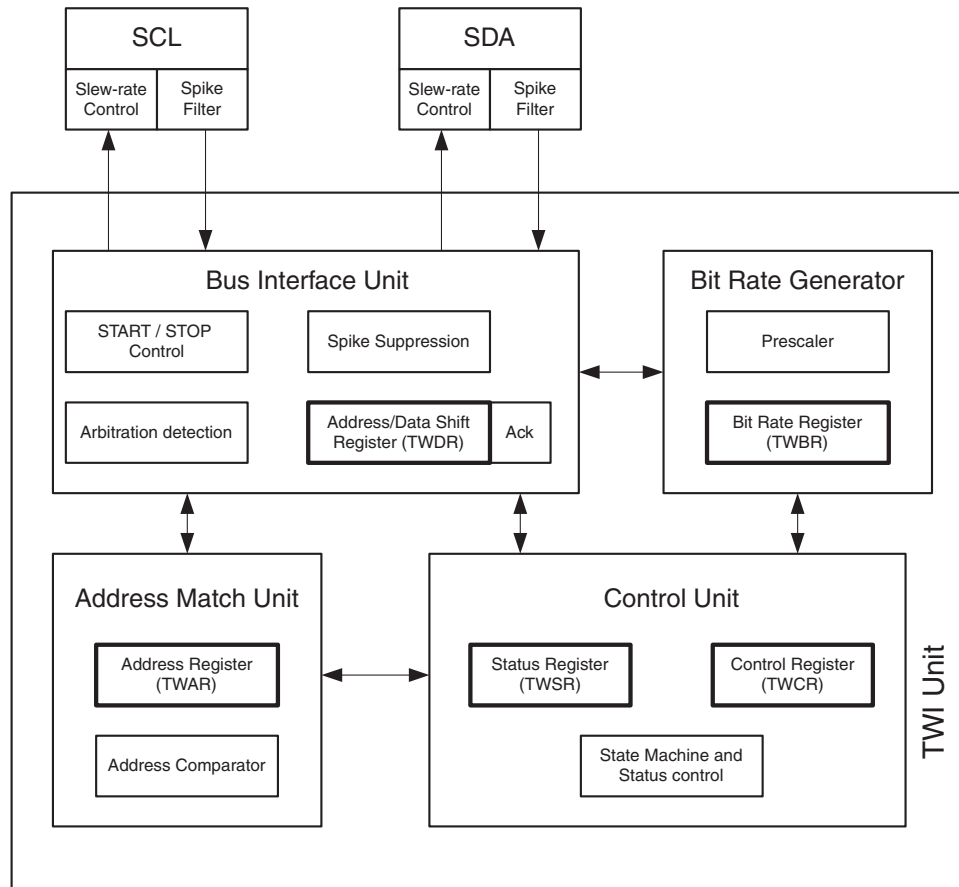 SCL
Slew-rate
Control
Spike
Filter
SDA
Slew-rate
Control
Spike
Filter
Bus Interface Unit
START / STOP
Control
Spike Suppression
Arbitration detection
Address/Data Shift
Register (TWDR)
Ack
Bit Rate Generator
Prescaler
Bit Rate Register
(TWBR)
Address Match Unit
Address Register
(TWAR)
Address Comparator
Control Unit
Status Register
(TWSR)
Control Register
(TWCR)
State Machine and
Status control
TWI Unit